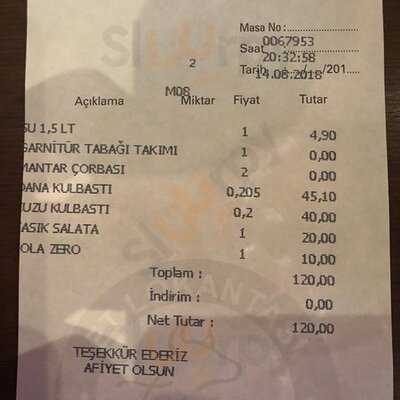 Masa No :
0067953
Saat
20:32:58
2
Tarih / /201
14.08.2018
M08
Açıklama Miktar Fiyat Tutar
SU 1,5 LT 1 4,90
GARNİTÜR TABAĞI TAKIMI 1 0,00
MANTAR ÇORBASI 2 0,00
DANA KULBASTI 0,205 45,10
KUZU KULBASTI 0,2 40,00
KASIK SALATA 1 20,00
OLA ZERO 1 10,00
Toplam : 120,00
İndirim : 0,00
Net Tutar : 120,00
TEŞEKKÜR EDERİZ
AFİYET OLSUN